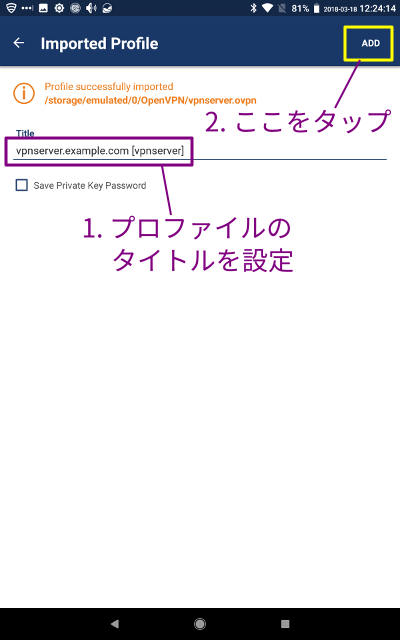 81% 2018-03-18 12:24:14
Imported Profile
ADD
Profile successfully imported
/storage/emulated/0/OpenVPN/vpnserver.ovpn
2. ここをタップ
Title
vpnserver.example.com [vpnserver]
Save Private Key Password
1. プロファイルの
タイトルを設定